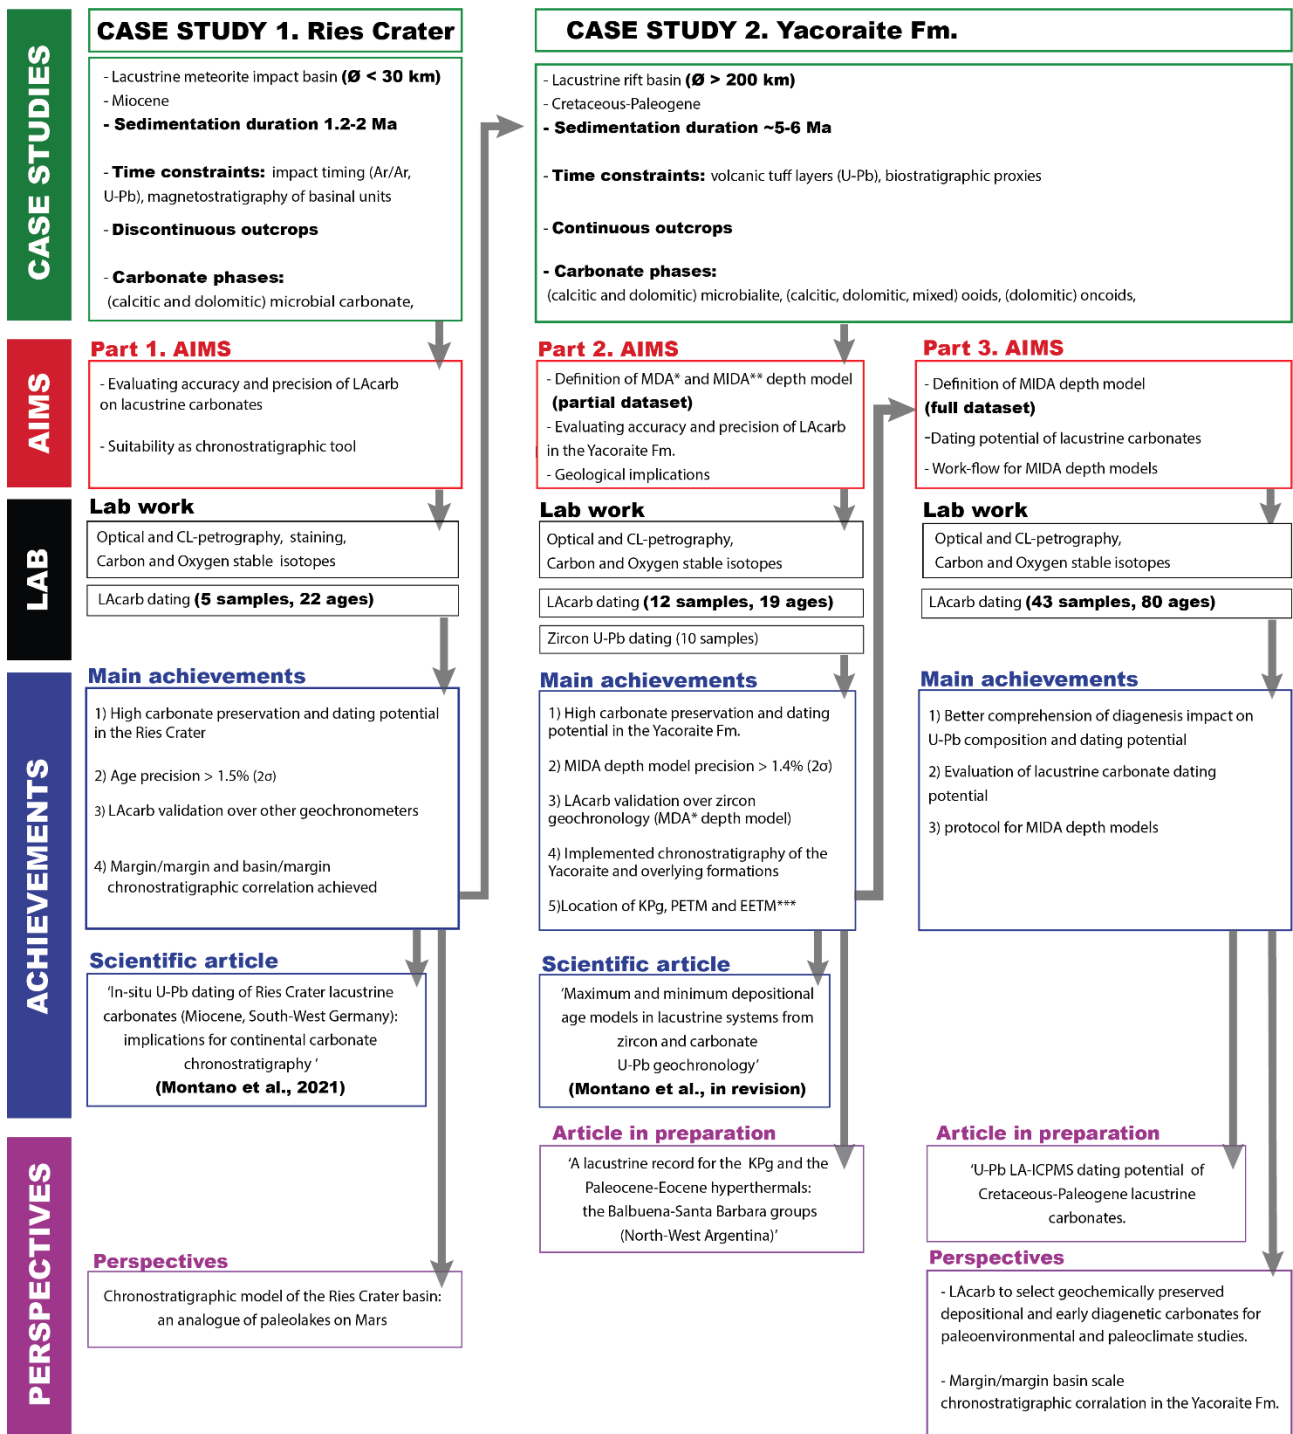 CASE STUDIES
CASE STUDY 1. Ries Crater
- Lacustrine meteorite impact basin (Ø < 30 km)
- Miocene
- Sedimentation duration 1.2-2 Ma
- Time constraints: impact timing (Ar/Ar,
U-Pb), magnetostratigraphy of basinal units
- Discontinuous outcrops
- Carbonate phases:
(calcitic and dolomitic) microbial carbonate,
CASE STUDY 2. Yacoraite Fm.
- Lacustrine rift basin (Ø > 200 km)
- Cretaceous-Paleogene
- Sedimentation duration ~5-6 Ma
- Time constraints: volcanic tuff layers (U-Pb), biostratigraphic proxies
- Continuous outcrops
- Carbonate phases:
(calcitic and dolomitic) microbialite, (calcitic, dolomitic, mixed) ooids, (dolomitic) oncoids,
AIMS
Part 1. AIMS
- Evaluating accuracy and precision of LAcarb
on lacustrine carbonates
- Suitability as chronostratigraphic tool
Part 2. AIMS
- Definition of MDA* and MIDA** depth model
(partial dataset)
- Evaluating accuracy and precision of LAcarb
in the Yacoraite Fm.
- Geological implications
Part 3. AIMS
- Definition of MIDA depth model
(full dataset)
-Dating potential of lacustrine carbonates
- Work-flow for MIDA depth models
LAB
Lab work
Optical and CL-petrography, staining,
Carbon and Oxygen stable isotopes
LAcarb dating (5 samples, 22 ages)
Lab work
Optical and CL-petrography,
Carbon and Oxygen stable isotopes
LAcarb dating (12 samples, 19 ages)
Zircon U-Pb dating (10 samples)
Lab work
Optical and CL-petrography,
Carbon and Oxygen stable isotopes
LAcarb dating (43 samples, 80 ages)
ACHIEVEMENTS
Main achievements
1) High carbonate preservation and dating potential
in the Ries Crater
2) Age precision > 1.5% (2σ)
3) LAcarb validation over other geochronometers
4) Margin/margin and basin/margin
chronostratigraphic correlation achieved
Main achievements
1) High carbonate preservation and dating
potential in the Yacoraite Fm.
2) MIDA depth model precision > 1.4% (2σ)
3) LAcarb validation over zircon
geochronology (MDA* depth model)
4) Implemented chronostratigraphy of the
Yacoraite and overlying formations
5)Location of KPg, PETM and EETM***
Main achievements
1) Better comprehension of diagenesis impact on
U-Pb composition and dating potential
2) Evaluation of lacustrine carbonate dating
potential
3) protocol for MIDA depth models
Scientific article
‘In-situ U-Pb dating of Ries Crater lacustrine
carbonates (Miocene, South-West Germany):
implications for continental carbonate
chronostratigraphy ’
(Montano et al., 2021)
Scientific article
‘Maximum and minimum depositional
age models in lacustrine systems from
zircon and carbonate
U-Pb geochronology’
(Montano et al., in revision)
PERSPECTIVES
Article in preparation
‘A lacustrine record for the KPg and the
Paleocene-Eocene hyperthermals:
the Balbuena-Santa Barbara groups
(North-West Argentina)’
Article in preparation
‘U-Pb LA-ICPMS dating potential of
Cretaceous-Paleogene lacustrine
carbonates.
Perspectives
Chronostratigraphic model of the Ries Crater basin:
an analogue of paleolakes on Mars
Perspectives
- LAcarb to select geochemically preserved
depositional and early diagenetic carbonates for
paleoenvironmental and paleoclimate studies.
- Margin/margin basin scale
chronostratigraphic corralation in the Yacoraite Fm.